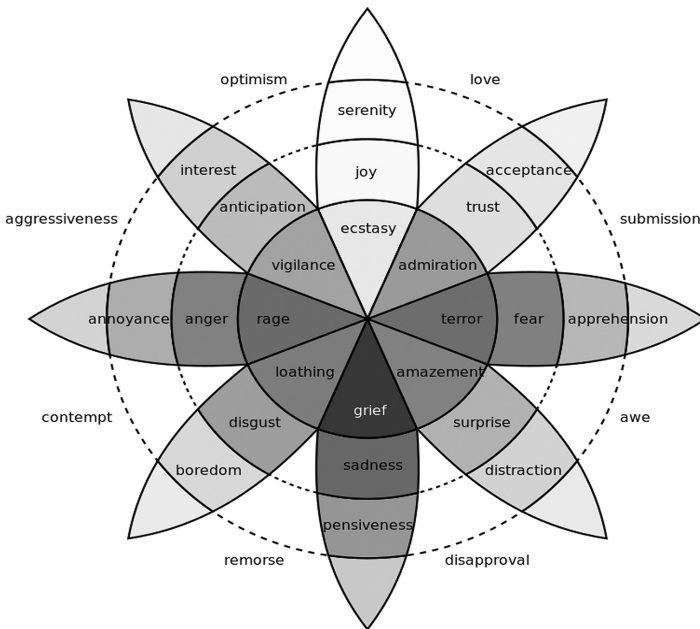 optimism
love
serenity
interest
joy
acceptance
anticipation
trust
aggressiveness
ecstasy
submission
vigilance
admiration
annoyance
anger
rage
terror
fear
apprehension
loathing
amazement
contempt
grief
awe
disgust
surprise
boredom
sadness
distraction
pensiveness
remorse
disapproval